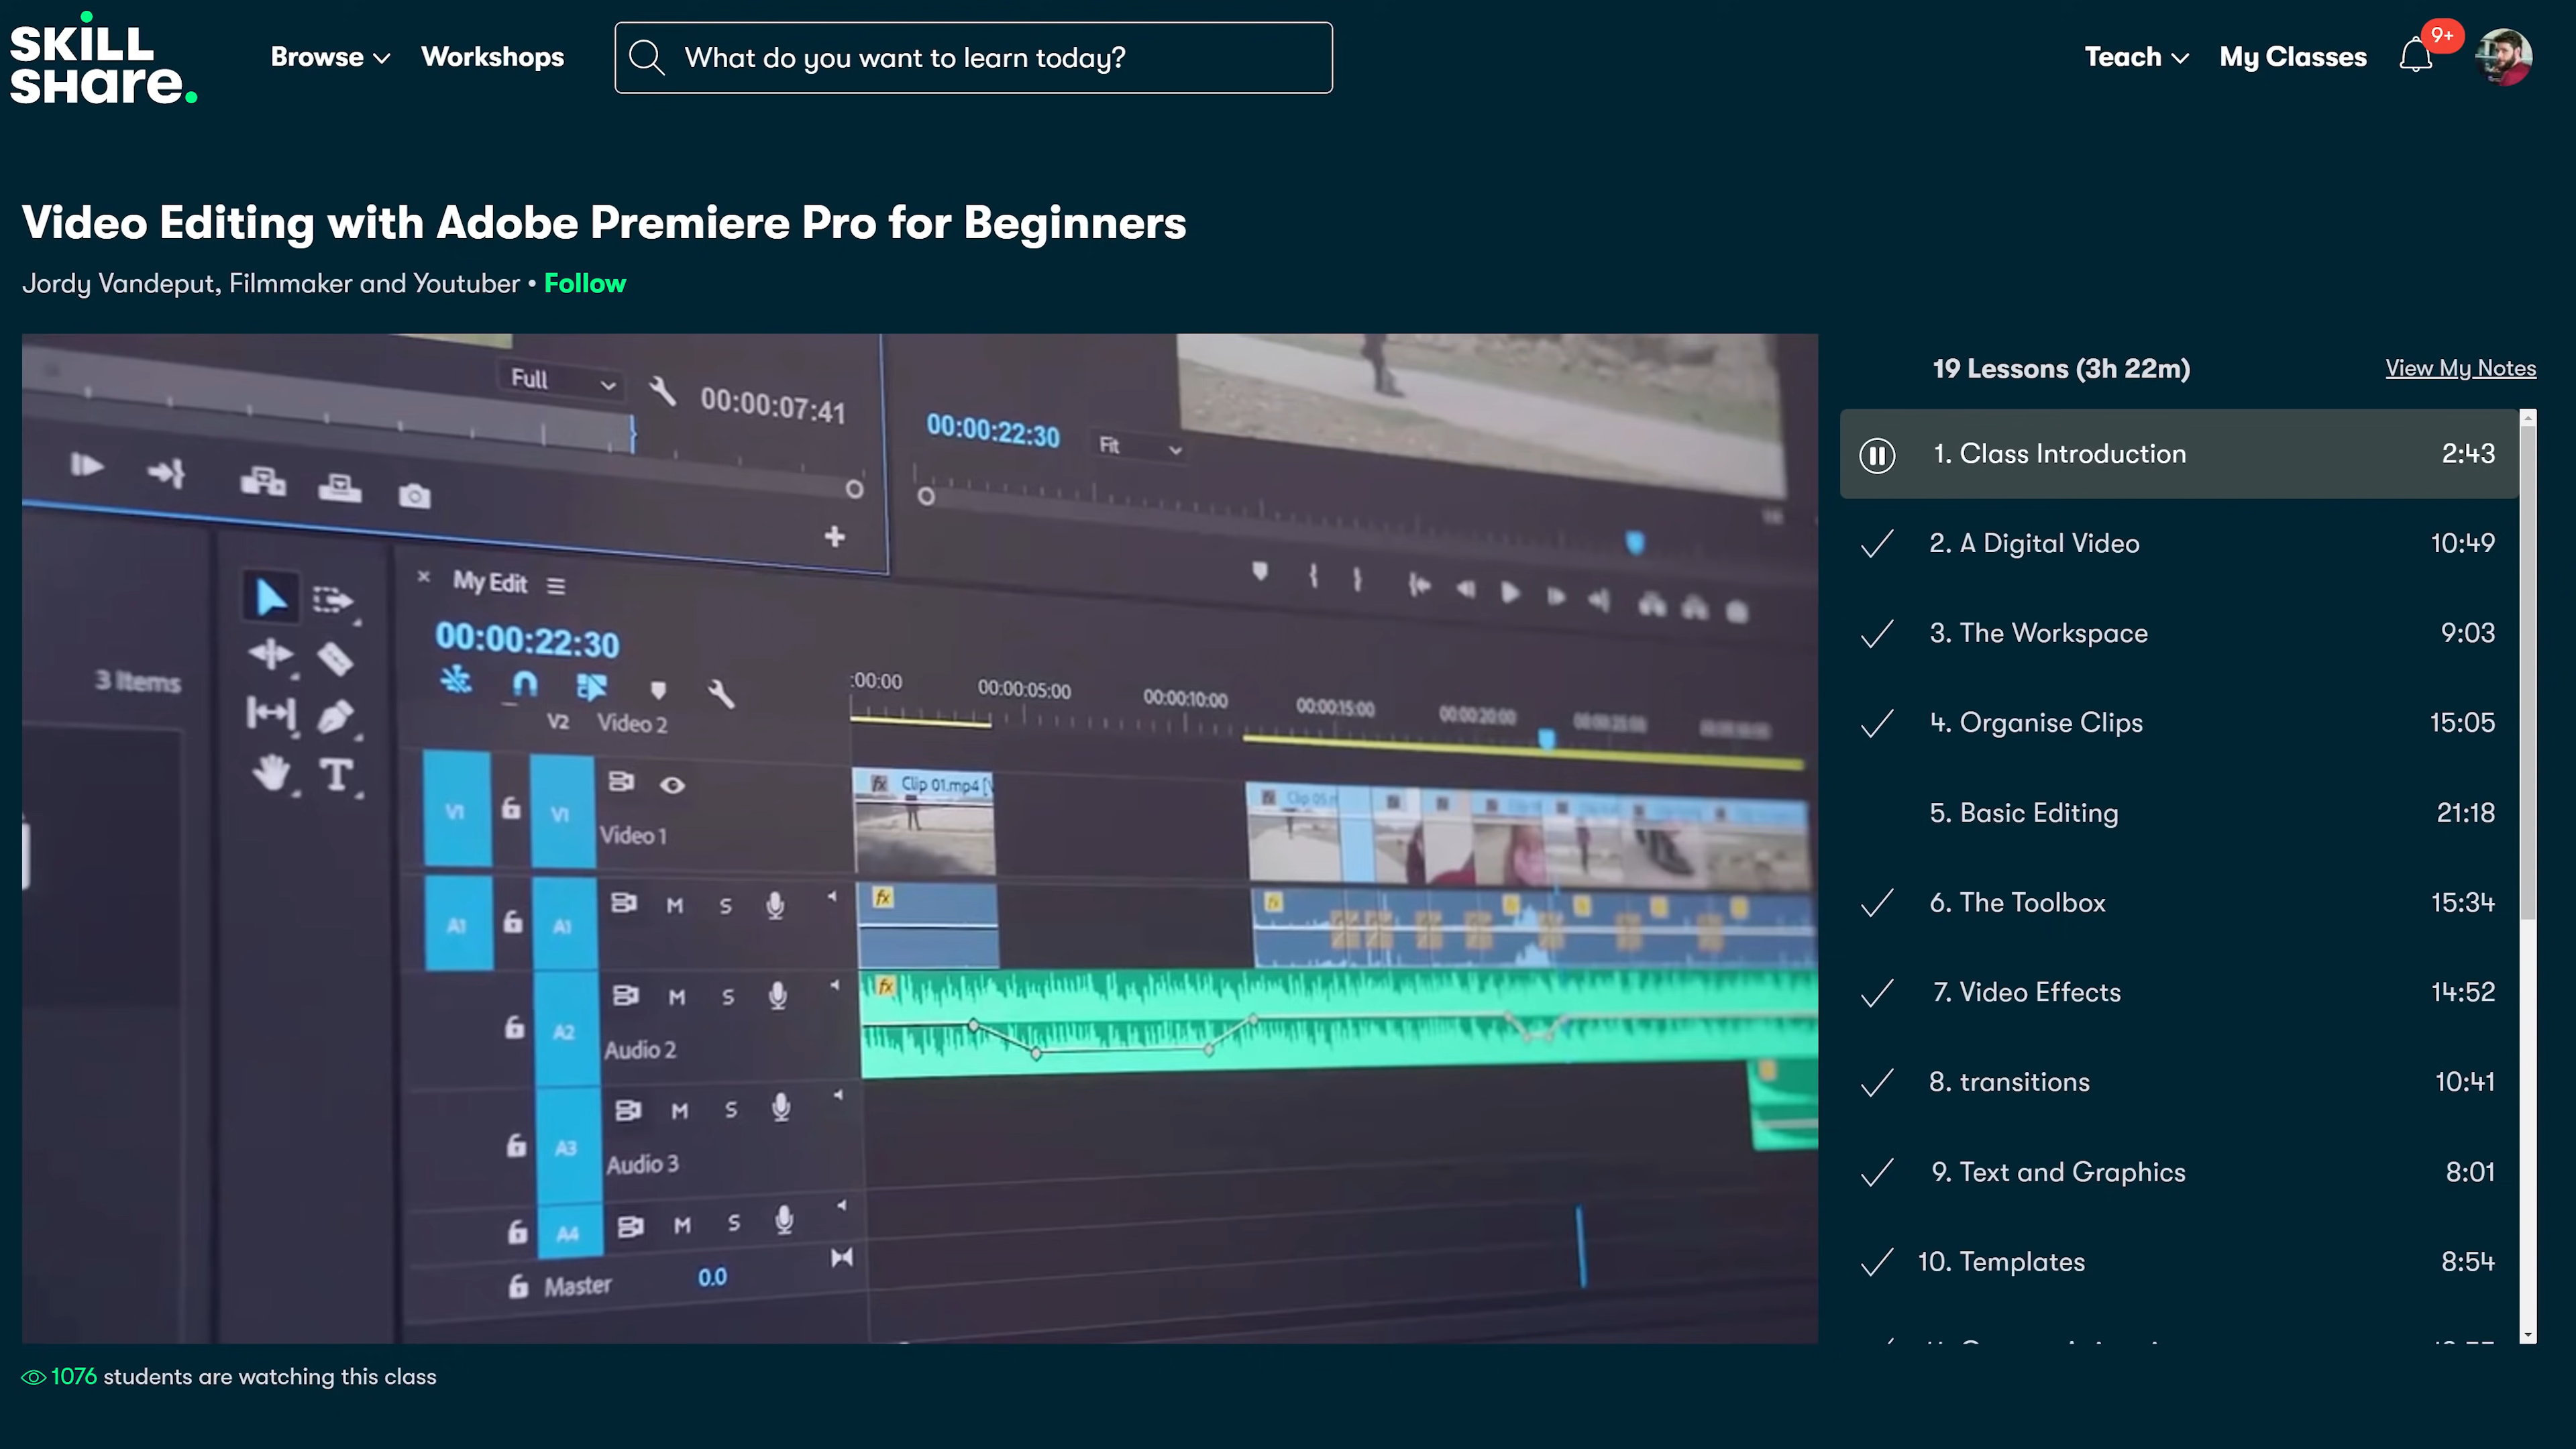 SKILL
SHare.
Browse
Workshops
What do you want to learn today?
Teach
My Classes
9+
Video Editing with Adobe Premiere Pro for Beginners
Jordy Vandeput, Filmmaker and Youtuber • Follow
Full
00:00:07:41
00:00:22:30
Fit
My Edit
00:00:22:30
3 Items
:00:00
00:00:05:00
00:00:10:00
00:00:15:00
00:00:20:00
V2 Video 2
fx Clip 01.mp4 [V
V1 V1 Video 1
A1 A1 M S
fx
A2 M S
Audio 2
fx
A3 M S
Audio 3
A4 M S
Master 0.0
19 Lessons (3h 22m)
View My Notes
1. Class Introduction 2:43
2. A Digital Video 10:49
3. The Workspace 9:03
4. Organise Clips 15:05
5. Basic Editing 21:18
6. The Toolbox 15:34
7. Video Effects 14:52
8. transitions 10:41
9. Text and Graphics 8:01
10. Templates 8:54
1076 students are watching this class